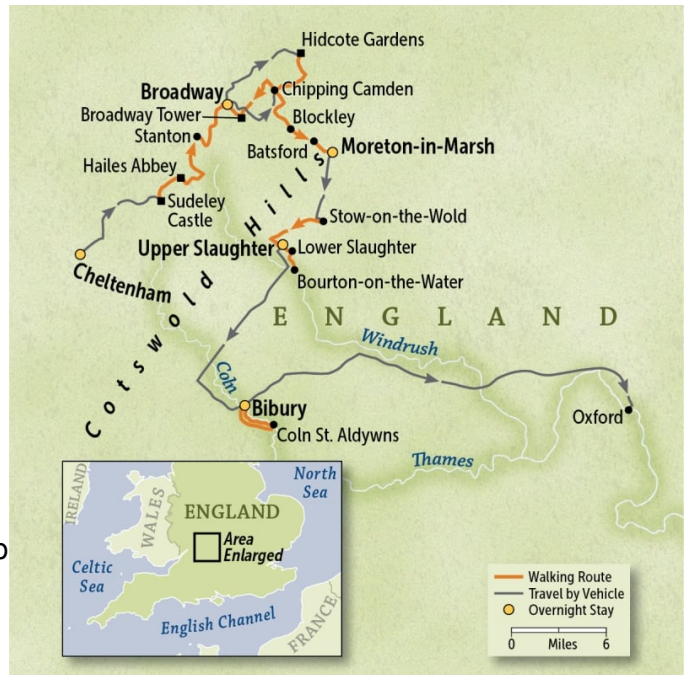 Hidcote Gardens
Broadway
Chipping Camden
Broadway Tower
Blockley
Stanton
Batsford
Moreton-in-Marsh
Hailes Abbey
Sudeley
Castle
Stow-on-the-Wold
Upper Slaughter
Lower Slaughter
Cheltenham
Bourton-on-the-Water
Cotswold Hills
ENGLAND
Windrush
Coln
Bibury
Oxford
Coln St. Aldywns
Thames
North
Sea
IRELAND
WALES
ENGLAND
Area
Enlarged
Celtic
Sea
English Channel
FRANCE
Walking Route
Travel by Vehicle
Overnight Stay
0 Miles 6